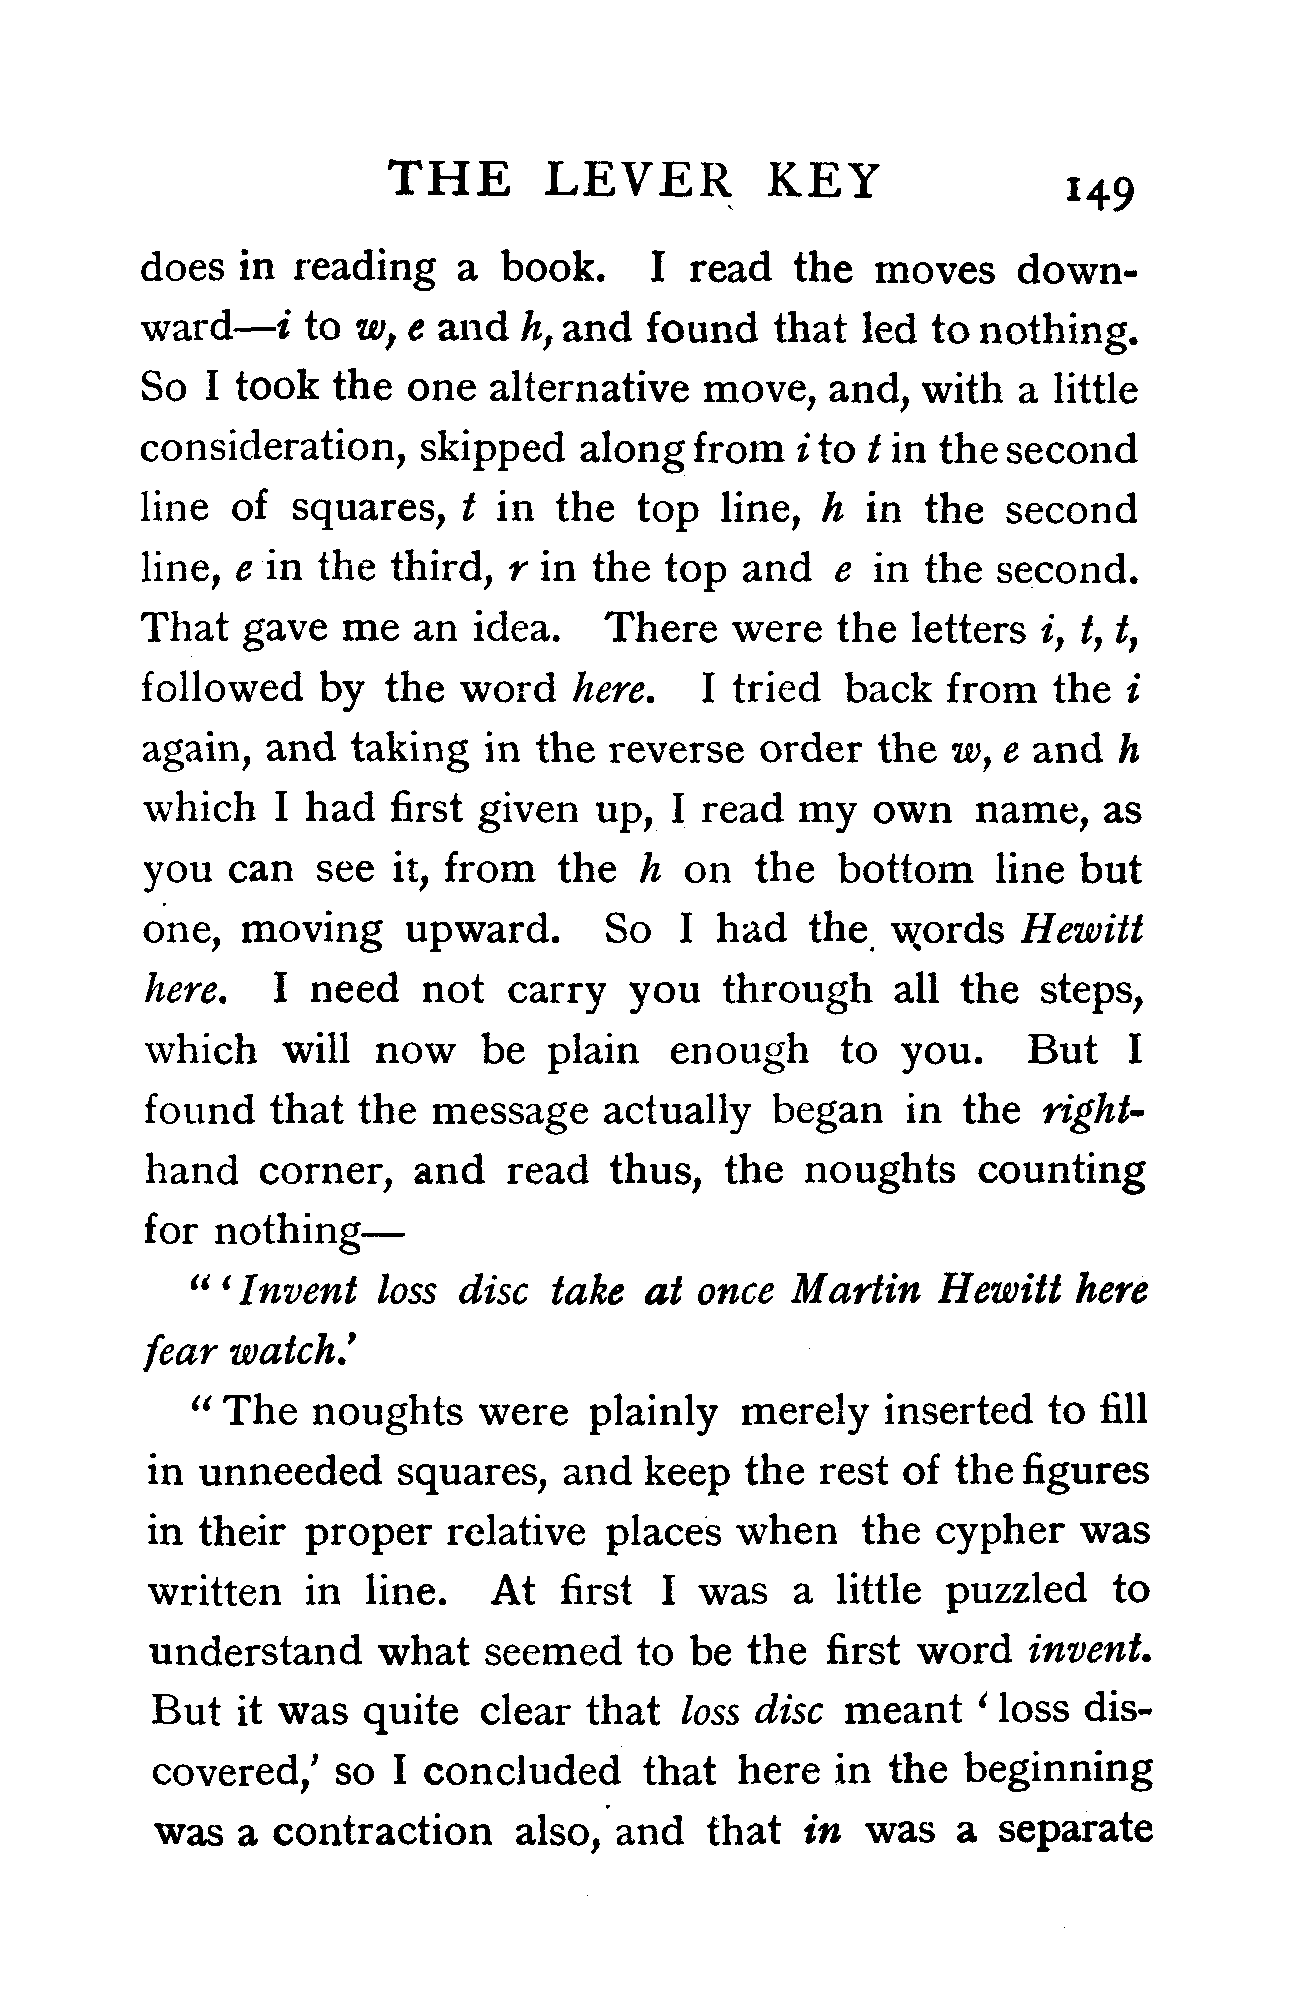 THE LEVER KEY 149
does in reading a book. I read the moves down-
ward—i to w, e and h, and found that led to nothing.
So I took the one alternative move, and, with a little
consideration, skipped along from i to t in the second
line of squares, t in the top line, h in the second
line, e in the third, r in the top and e in the second.
That gave me an idea. There were the letters i, t, t,
followed by the word here. I tried back from the i
again, and taking in the reverse order the w, e and h
which I had first given up, I read my own name, as
you can see it, from the h on the bottom line but
one, moving upward. So I had the words Hewitt
here. I need not carry you through all the steps,
which will now be plain enough to you. But I
found that the message actually began in the right-
hand corner, and read thus, the noughts counting
for nothing—
“ ‘Invent loss disc take at once Martin Hewitt here
fear watch.’
“ The noughts were plainly merely inserted to fill
in unneeded squares, and keep the rest of the figures
in their proper relative places when the cypher was
written in line. At first I was a little puzzled to
understand what seemed to be the first word invent.
But it was quite clear that loss disc meant ‘ loss dis-
covered,’ so I concluded that here in the beginning
was a contraction also, and that in was a separate